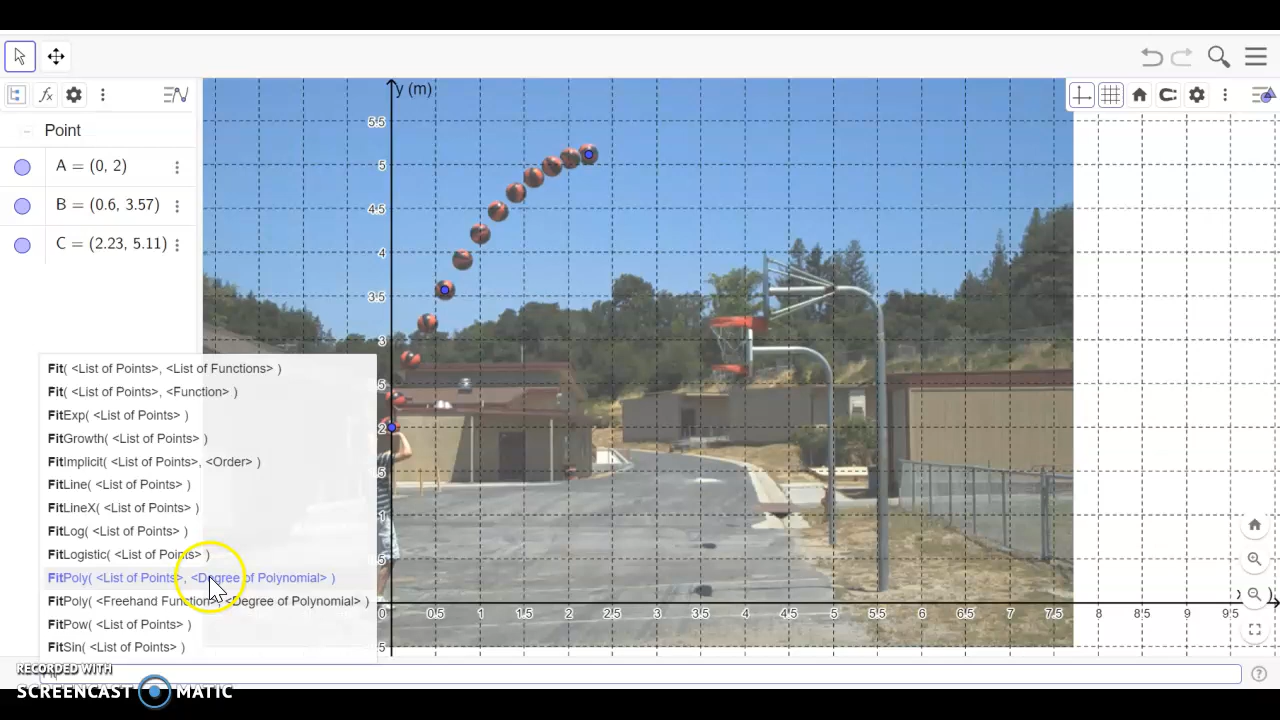 Point
A = (0, 2)
B = (0.6, 3.57)
C = (2.23, 5.11)
y (m)
5.5
5
4.5
4
3.5
3
2
1
0 0.5 1 1.5 2 2.5 3 3.5 4 4.5 5 5.5 6 6.5 7 7.5 8 8.5 9 9.5
Fit( <List of Points>, <List of Functions> )
Fit( <List of Points>, <Function> )
FitExp( <List of Points> )
FitGrowth( <List of Points> )
FitImplicit( <List of Points>, <Order> )
FitLine( <List of Points> )
FitLineX( <List of Points> )
FitLog( <List of Points> )
FitLogistic( <List of Points> )
FitPoly( <List of Points>, <Degree of Polynomial> )
FitPoly( <Freehand Function>, <Degree of Polynomial> )
FitPow( <List of Points> )
FitSin( <List of Points> )
RECORDED WITH
SCREENCAST MATIC